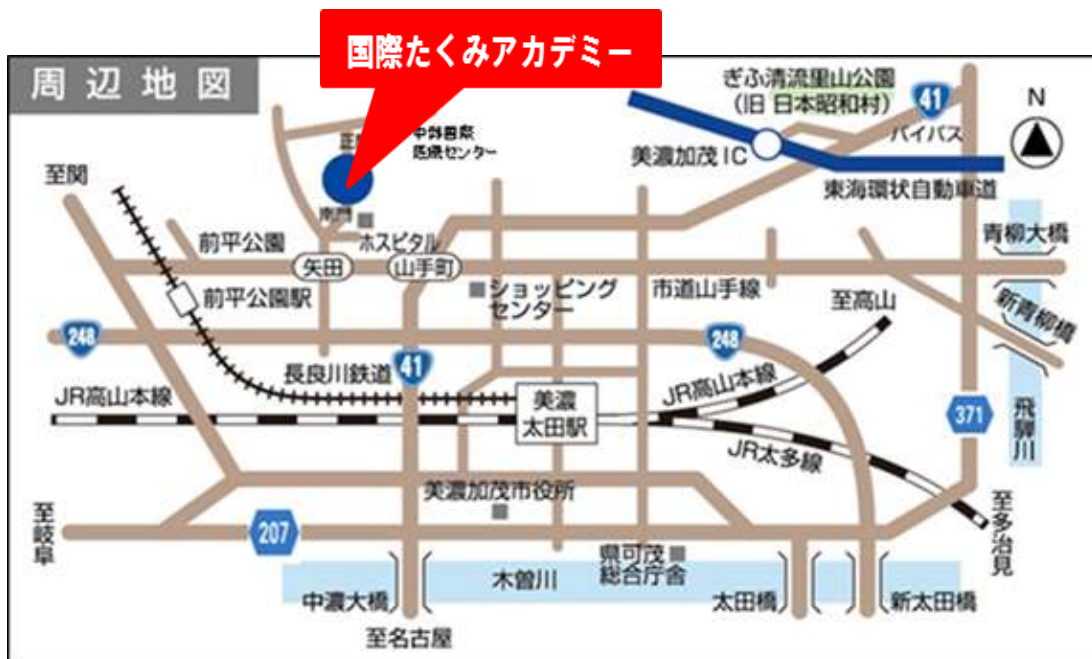 国際たくみアカデミー
周辺地図
ぎふ清流里山公園
(旧 日本昭和村)
41
バイパス
N
中部国際
医療センター
美濃加茂IC
東海環状自動車道
至関
南門
ホスピタル
前平公園
矢田
山手町
青柳大橋
前平公園駅
ショッピング
センター
市道山手線
至高山
新青柳橋
248
248
41
長良川鉄道
JR高山本線
美濃
太田駅
JR高山本線
371
飛騨川
JR太多線
美濃加茂市役所
至岐阜
207
県可茂
総合庁舎
至多治見
木曽川
中濃大橋
太田橋
新太田橋
至名古屋